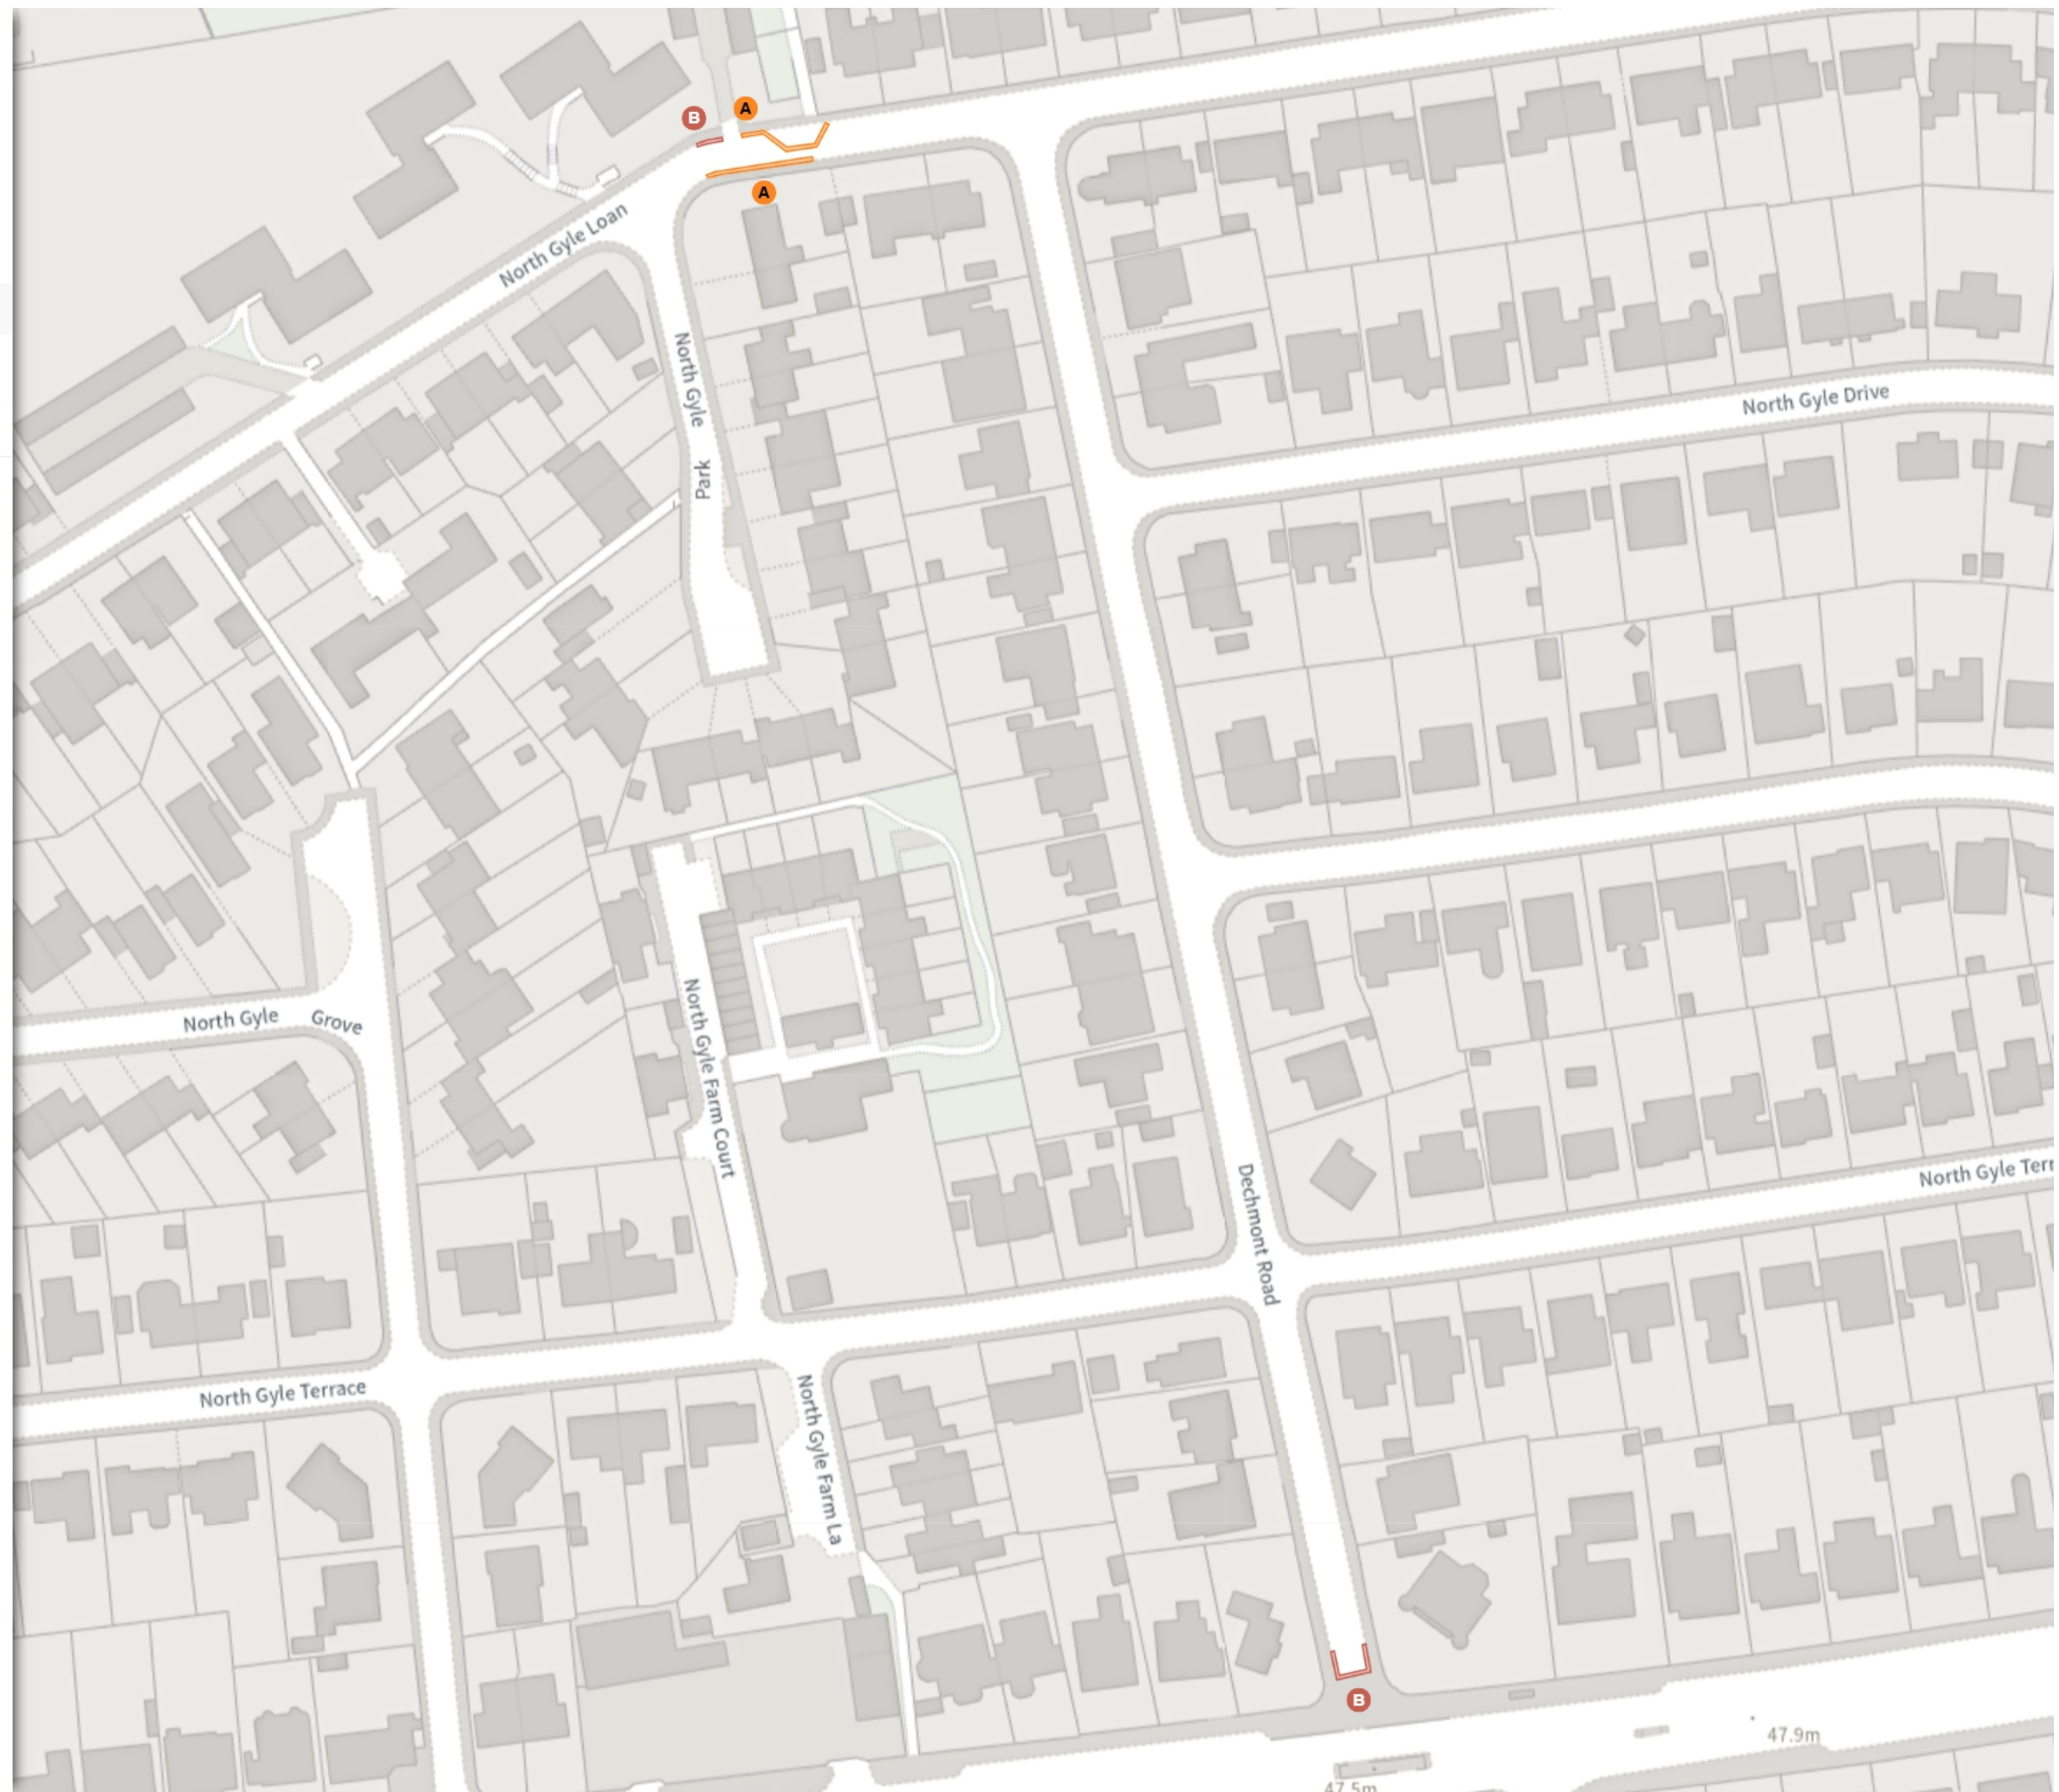 B
A
A
North Gyle Loan
North Gyle
Park
North Gyle Drive
North Gyle Farm Court
North Gyle
Grove
Dechmont Road
North Gyle Terr
North Gyle Terrace
North Gyle Farm La
B
47.9m
47.5m